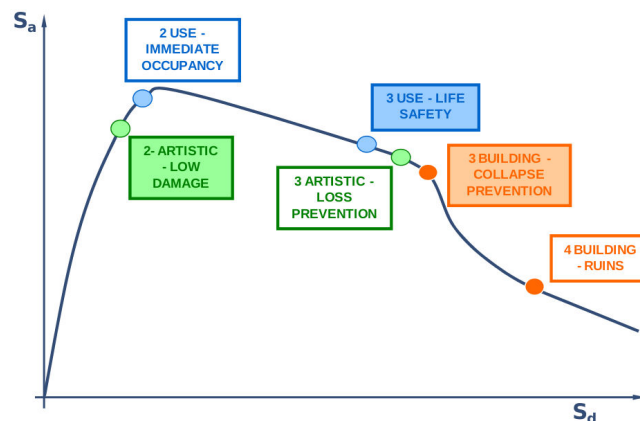 Sa
2 USE -
IMMEDIATE
OCCUPANCY
2- ARTISTIC
- LOW
DAMAGE
3 USE - LIFE
SAFETY
3 ARTISTIC -
LOSS
PREVENTION
3 BUILDING -
COLLAPSE
PREVENTION
4 BUILDING
- RUINS
Sd